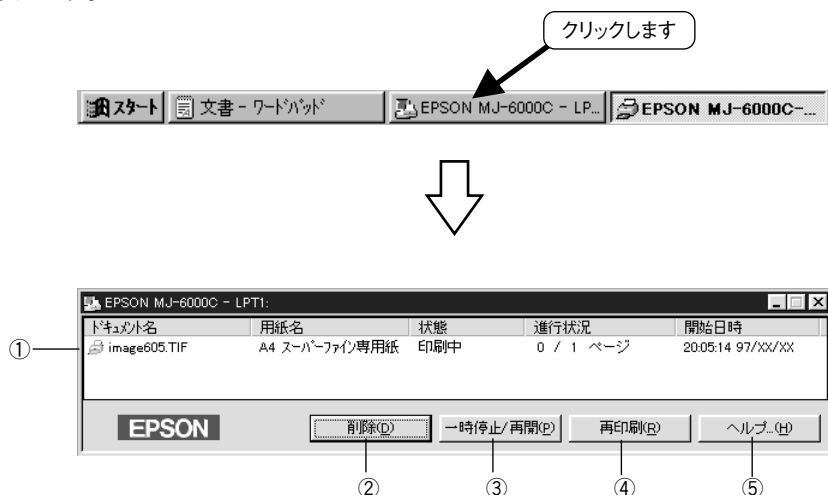 クリックします
スタート 文書 - ワードパッド EPSON MJ-6000C - LP... EPSON MJ-6000C-...
EPSON MJ-6000C - LPT1:
ドキュメント名 用紙名 状態 進行状況 開始日時
① image605.TIF A4 スーパーファイン専用紙 印刷中 0 / 1 ページ 20:05:14 97/XX/XX
EPSON 削除(D) 一時停止/再開(P) 再印刷(R) ヘルプ...(H)
② ③ ④ ⑤